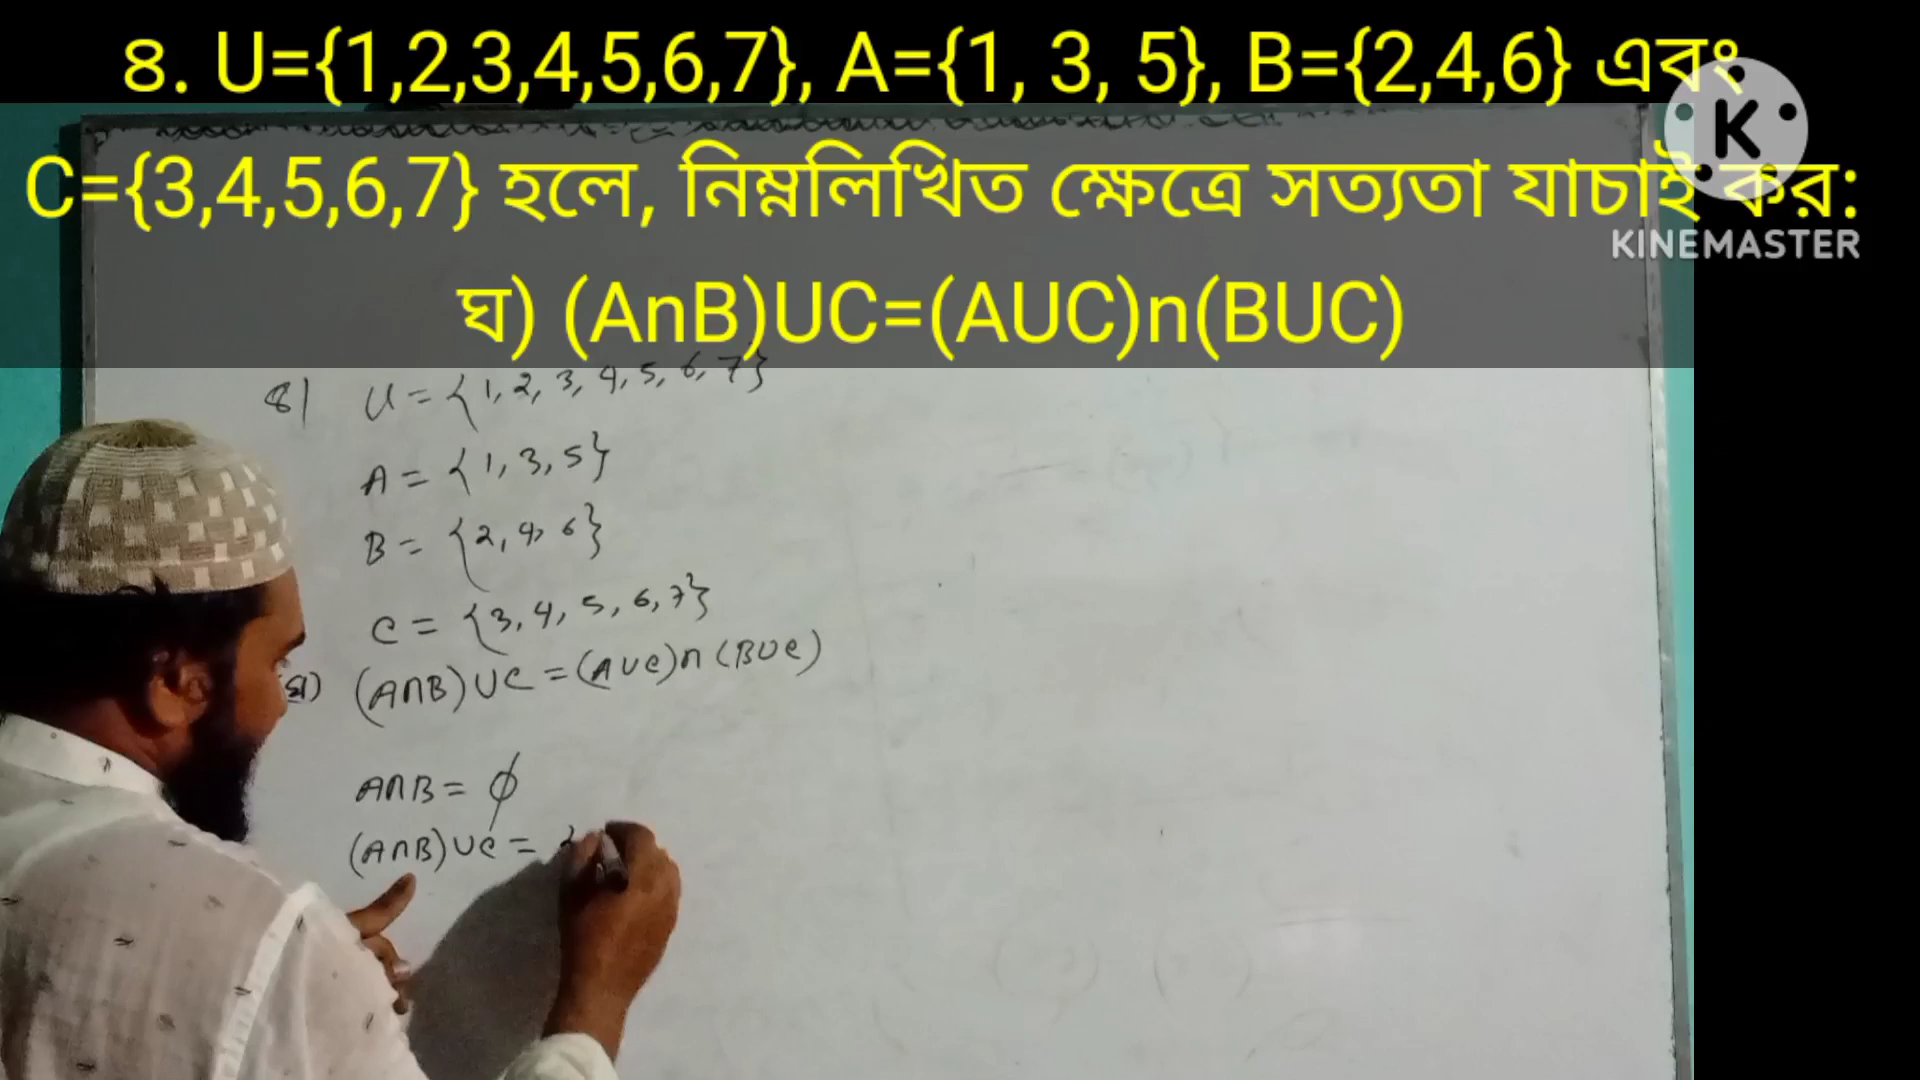 ৪. U={1,2,3,4,5,6,7}, A={1, 3, 5}, B={2,4,6} এবং
C={3,4,5,6,7} হলে, নিম্নলিখিত ক্ষেত্রে সত্যতা যাচাই কর:
KINEMASTER
ঘ) (AnB)UC=(AUC)n(BUC)
৪) U = {1, 2, 3, 4, 5, 6, 7}
A = {1, 3, 5}
B = {2, 4, 6}
C = {3, 4, 5, 6, 7}
ঘ) (A∩B)∪C = (A∪C)∩(B∪C)
A∩B = ϕ
(A∩B)∪C = {